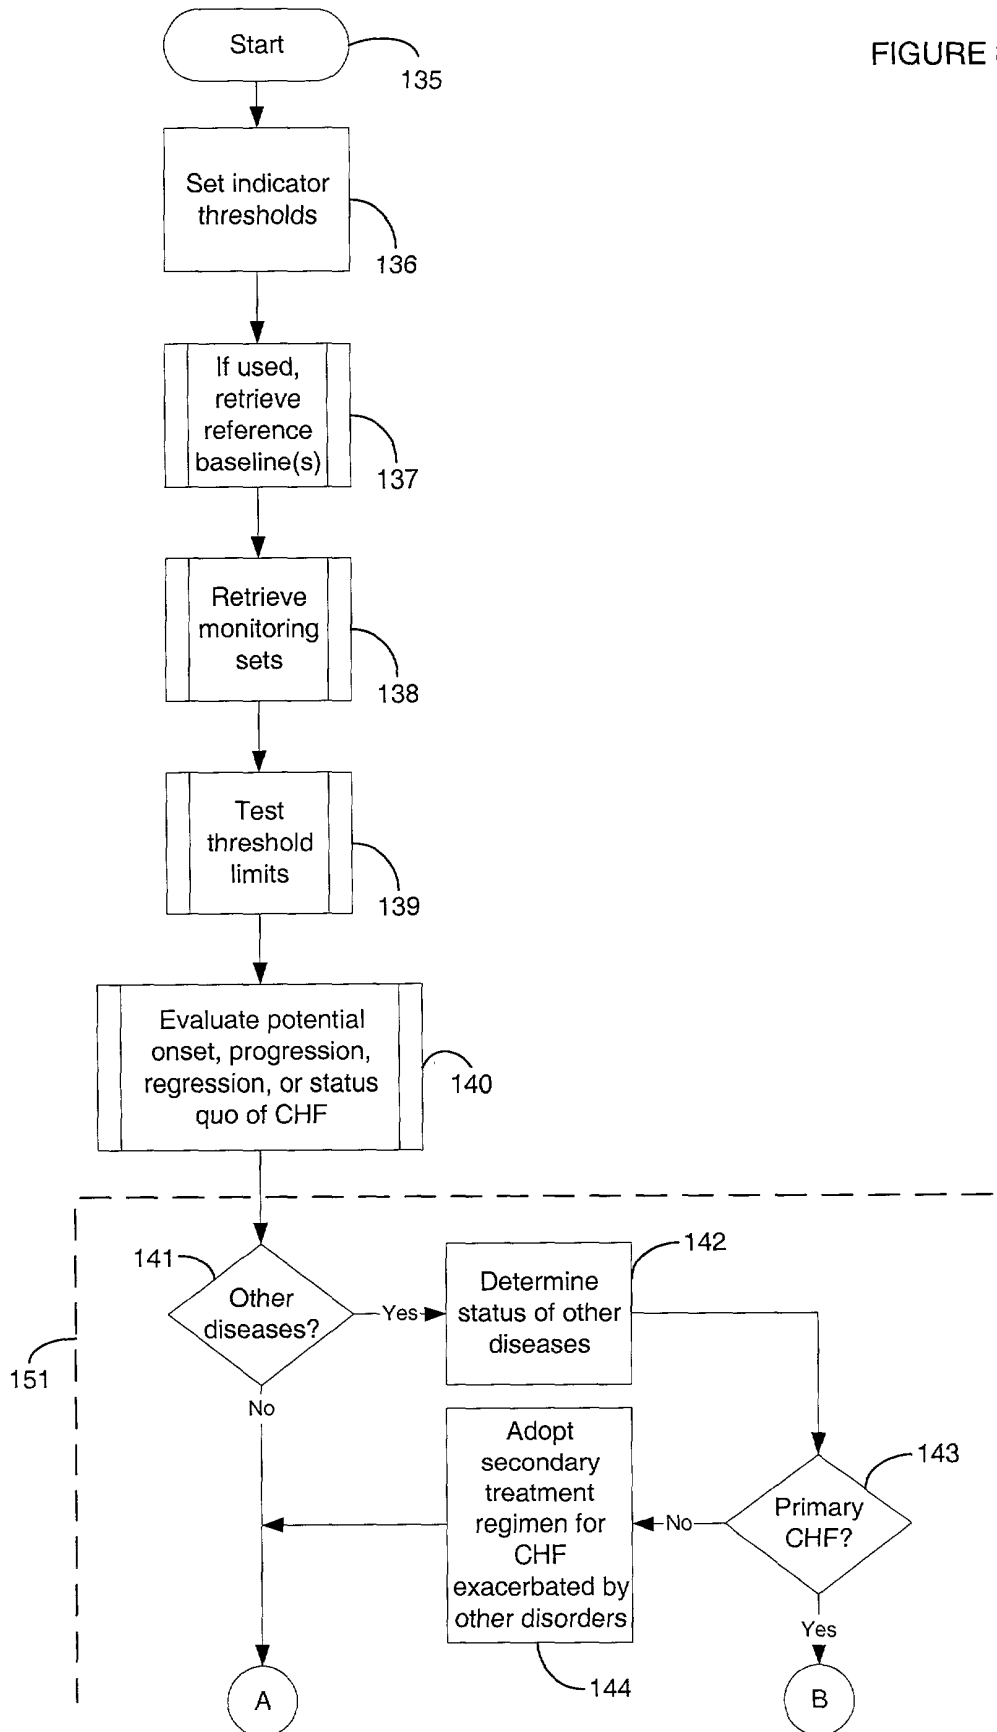 Start
135
FIGURE
Set indicator
thresholds
136
If used,
retrieve
reference
baseline(s)
137
Retrieve
monitoring
sets
138
Test
threshold
limits
139
Evaluate potential
onset, progression,
regression, or status
quo of CHF
140
141
Other
diseases?
Yes
Determine
status of other
diseases
142
151
No
Adopt
secondary
treatment
regimen for
CHF
exacerbated by
other disorders
144
No
Primary
CHF?
143
Yes
A
B